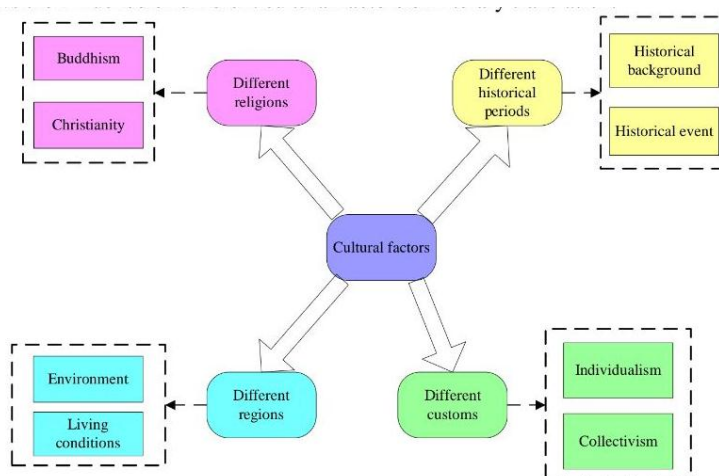 Buddhism
Christianity
Different
religions
Different
historical
periods
Historical
background
Historical event
Cultural factors
Environment
Living
conditions
Different
regions
Different
customs
Individualism
Collectivism